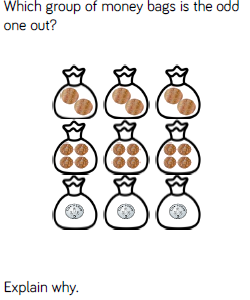 Which group of money bags is the odd
one out?
Explain why.